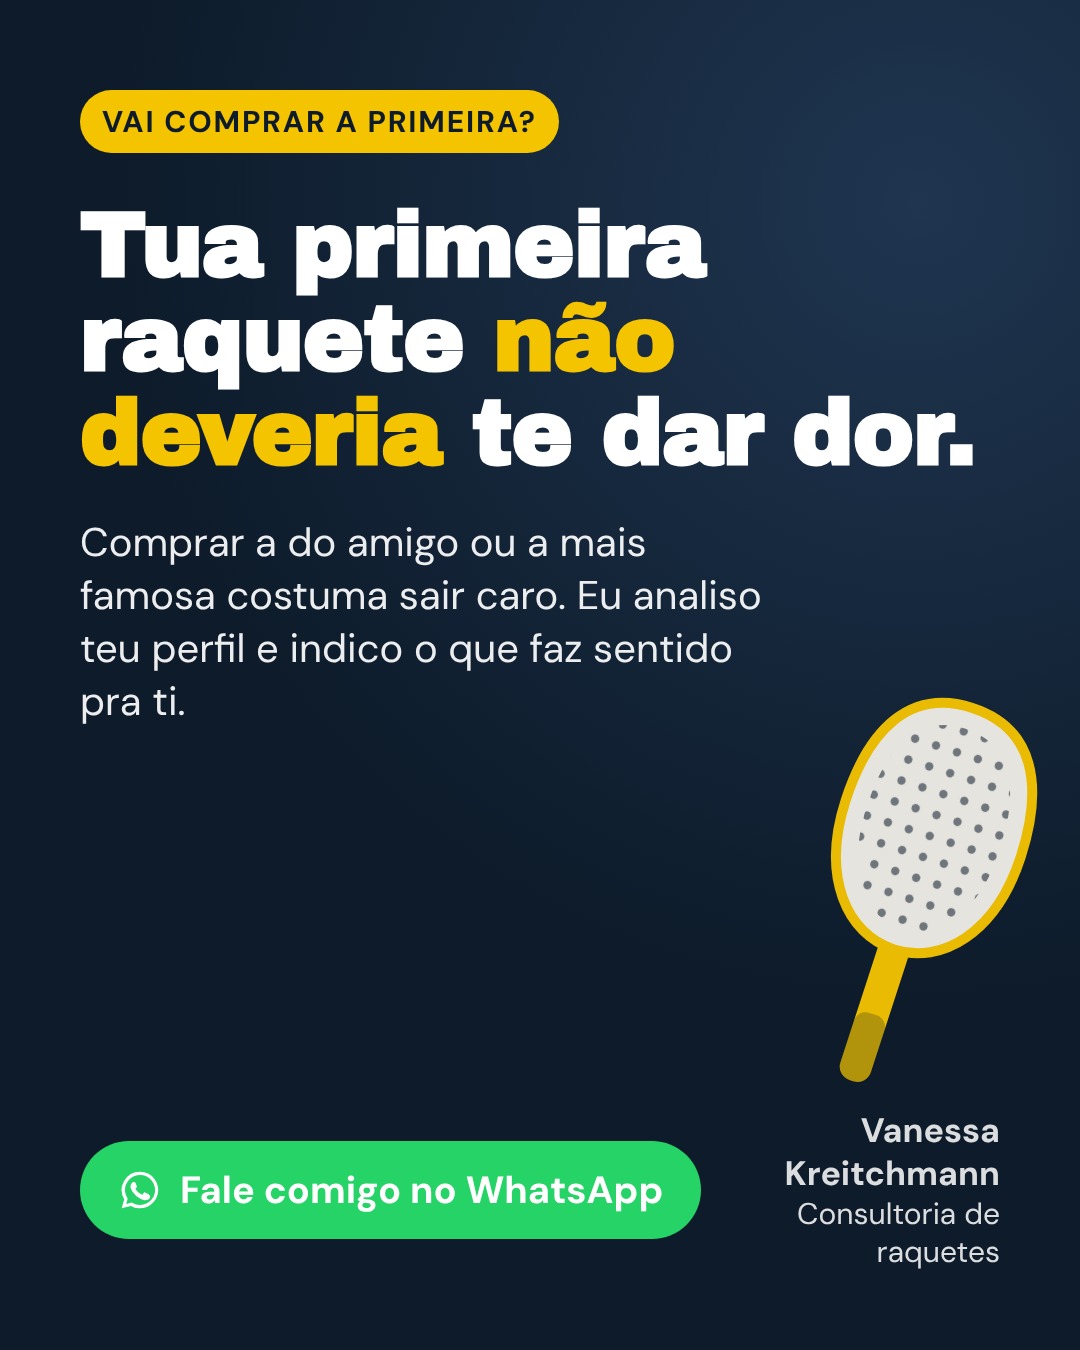 VAI COMPRAR A PRIMEIRA?
Tua primeira
raquete não
deveria te dar dor.
Comprar a do amigo ou a mais
famosa costuma sair caro. Eu analiso
teu perfil e indico o que faz sentido
pra ti.
Fale comigo no WhatsApp
Vanessa
Kreitchmann
Consultoria de
raquetes